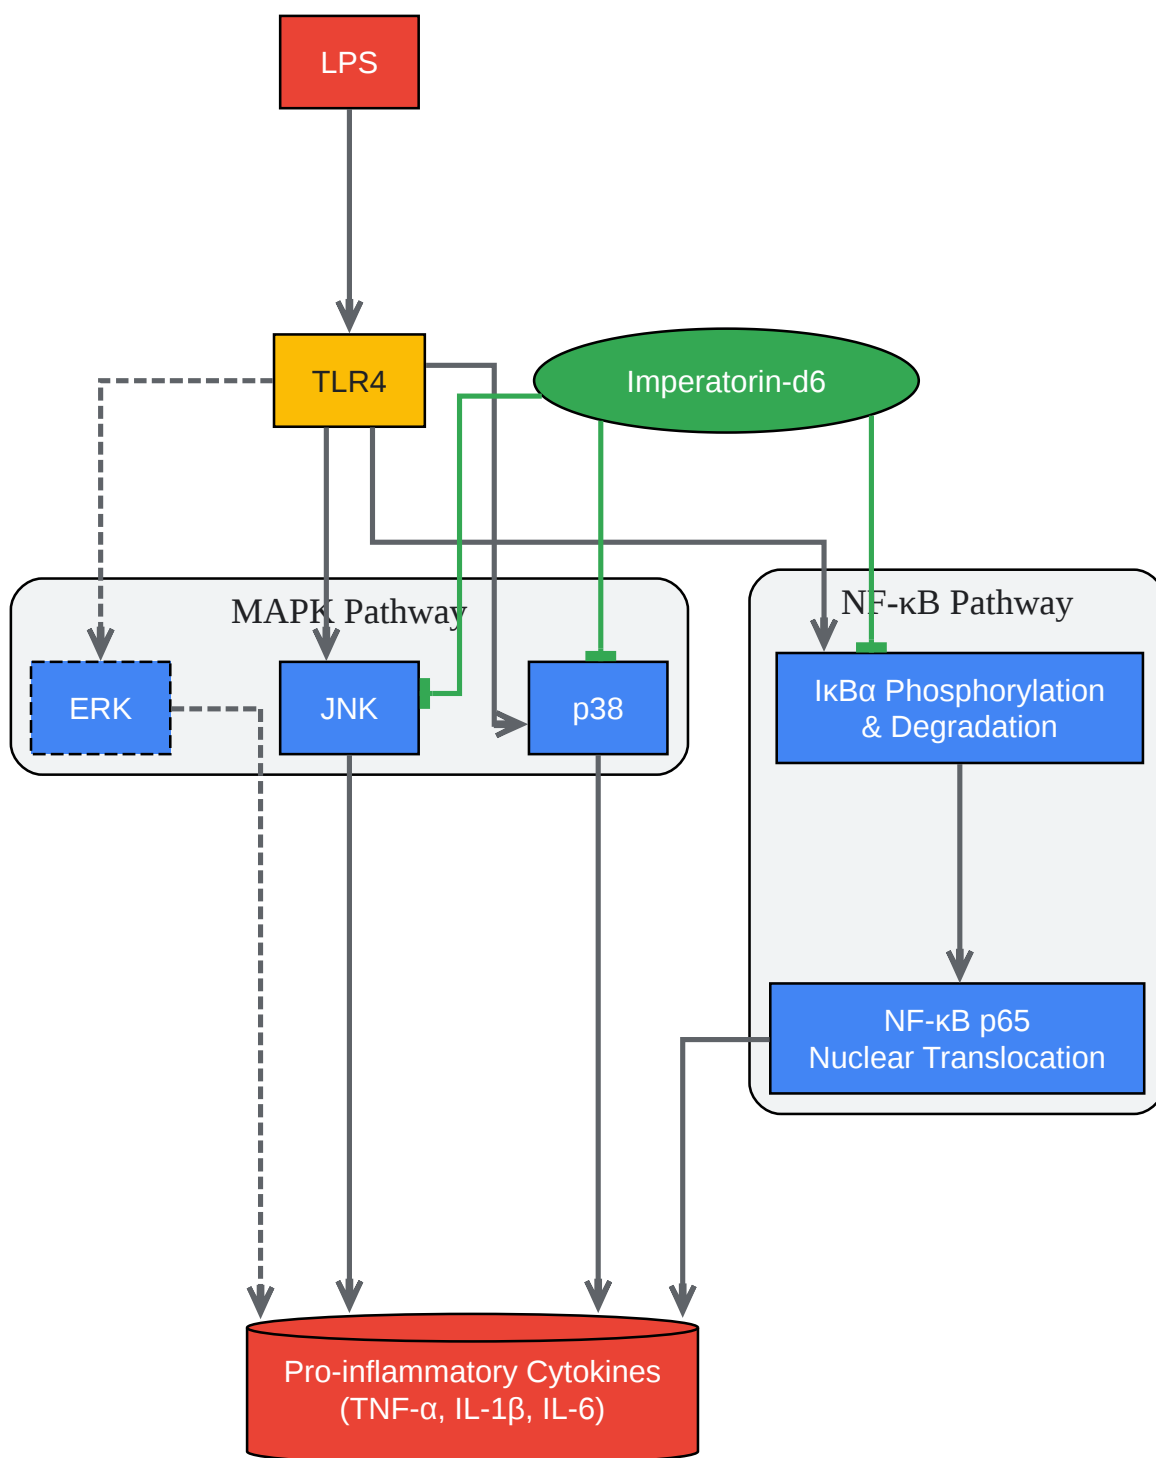 LPS
TLR4
Imperatorin-d6
MAPK Pathway
NF-κB Pathway
ERK
JNK
p38
IκBα Phosphorylation
& Degradation
NF-κB p65
Nuclear Translocation
Pro-inflammatory Cytokines
(TNF-α, IL-1β, IL-6)